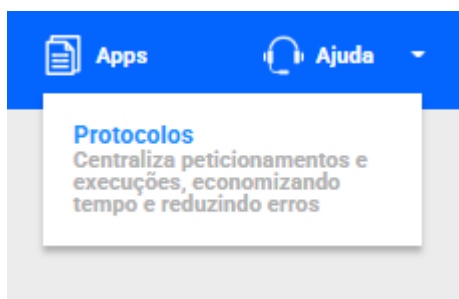 Apps
Ajuda
Protocolos
Centraliza peticionamentos e
execuções, economizando
tempo e reduzindo erros